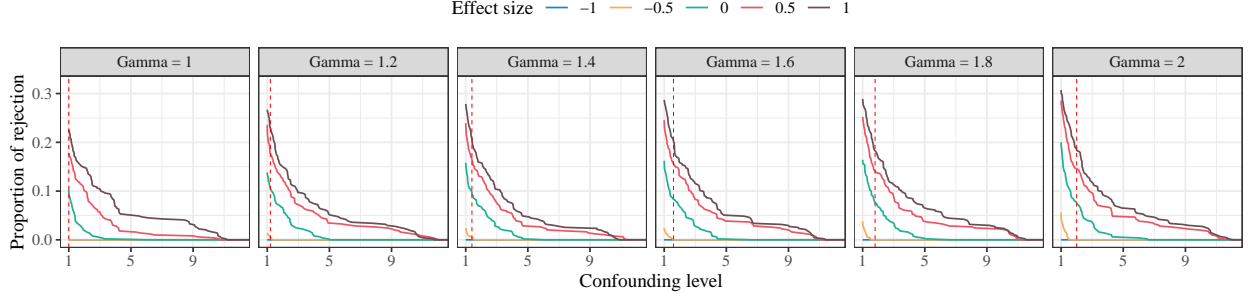 Effect size −1 −0.5 0 0.5 1
Gamma = 1 Gamma = 1.2 Gamma = 1.4 Gamma = 1.6 Gamma = 1.8 Gamma = 2
Proportion of rejection
0.3
0.2
0.1
0.0
1 5 9 1 5 9 1 5 9 1 5 9 1 5 9 1 5 9
Confounding level